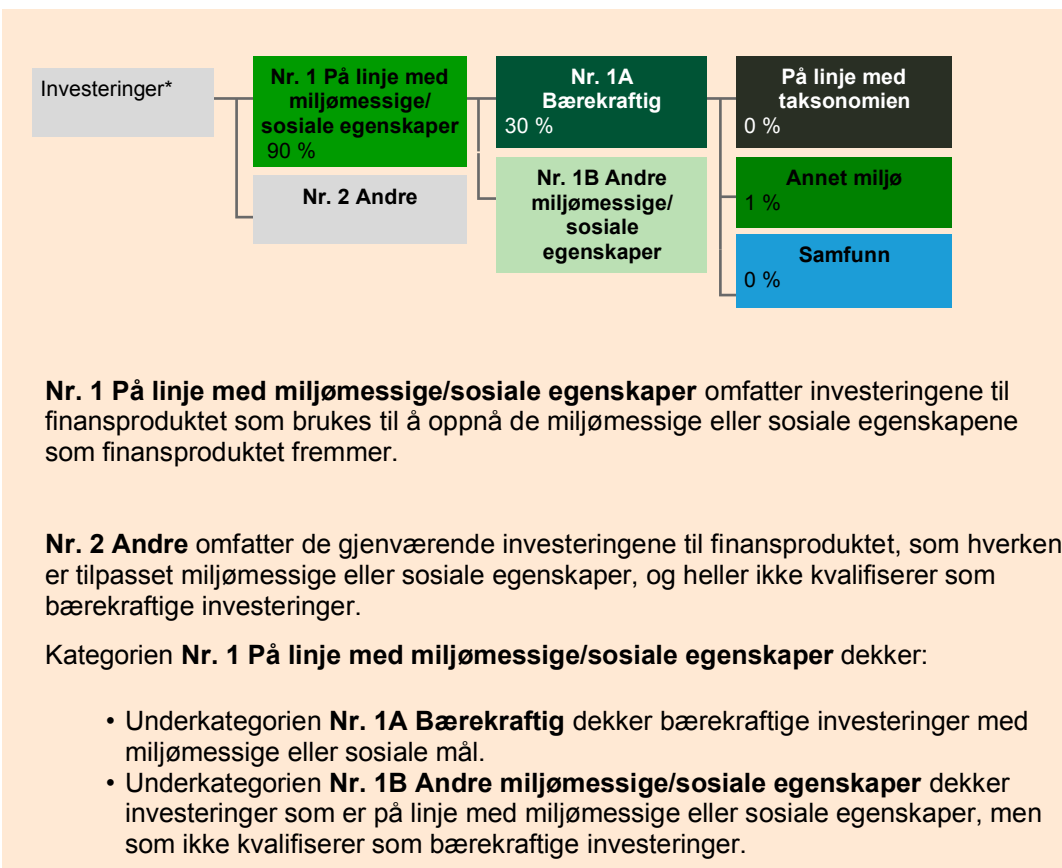 Investeringer*
Nr. 1 På linje med
miljømessige/
sosiale egenskaper
90 %
Nr. 2 Andre
Nr. 1A
Bærekraftig
30 %
Nr. 1B Andre
miljømessige/
sosiale
egenskaper
På linje med
taksonomien
0 %
Annet miljø
1 %
Samfunn
0 %
Nr. 1 På linje med miljømessige/sosiale egenskaper omfatter investeringene til
finansproduktet som brukes til å oppnå de miljømessige eller sosiale egenskapene
som finansproduktet fremmer.
Nr. 2 Andre omfatter de gjenværende investeringene til finansproduktet, som hverken
er tilpasset miljømessige eller sosiale egenskaper, og heller ikke kvalifiserer som
bærekraftige investeringer.
Kategorien Nr. 1 På linje med miljømessige/sosiale egenskaper dekker:
• Underkategorien Nr. 1A Bærekraftig dekker bærekraftige investeringer med
miljømessige eller sosiale mål.
• Underkategorien Nr. 1B Andre miljømessige/sosiale egenskaper dekker
investeringer som er på linje med miljømessige eller sosiale egenskaper, men
som ikke kvalifiserer som bærekraftige investeringer.